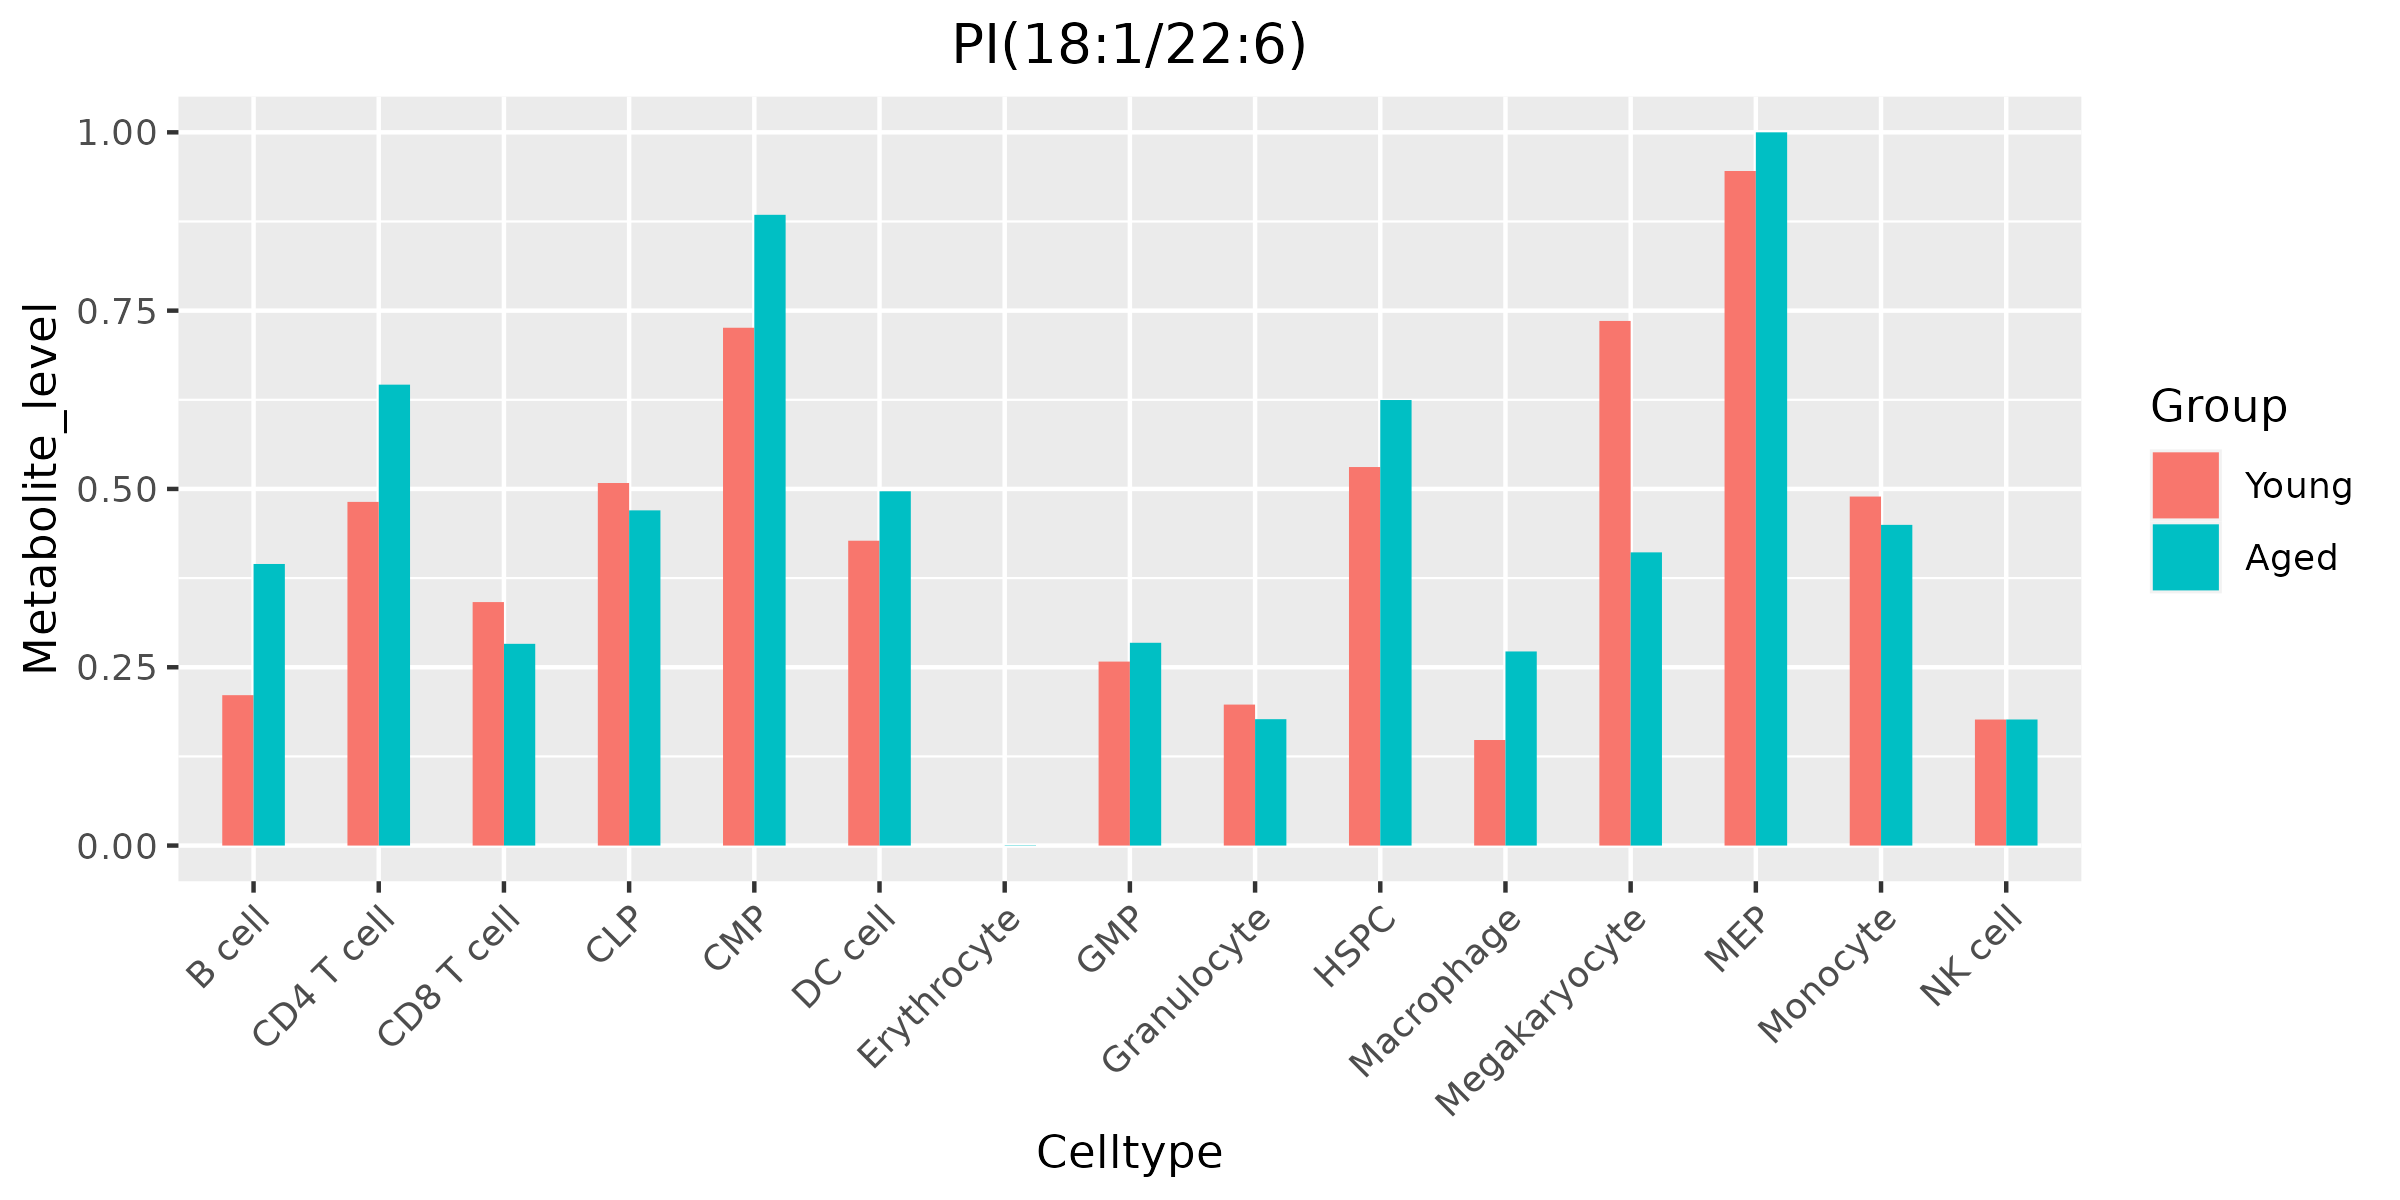 PI(18:1/22:6)
Metabolite_level
1.00
0.75
0.50
0.25
0.00
B cell
CD4 T cell
CD8 T cell
CLP
CMP
DC cell
Erythrocyte
GMP
Granulocyte
HSPC
Macrophage
Megakaryocyte
MEP
Monocyte
NK cell
Celltype
Group
Young
Aged